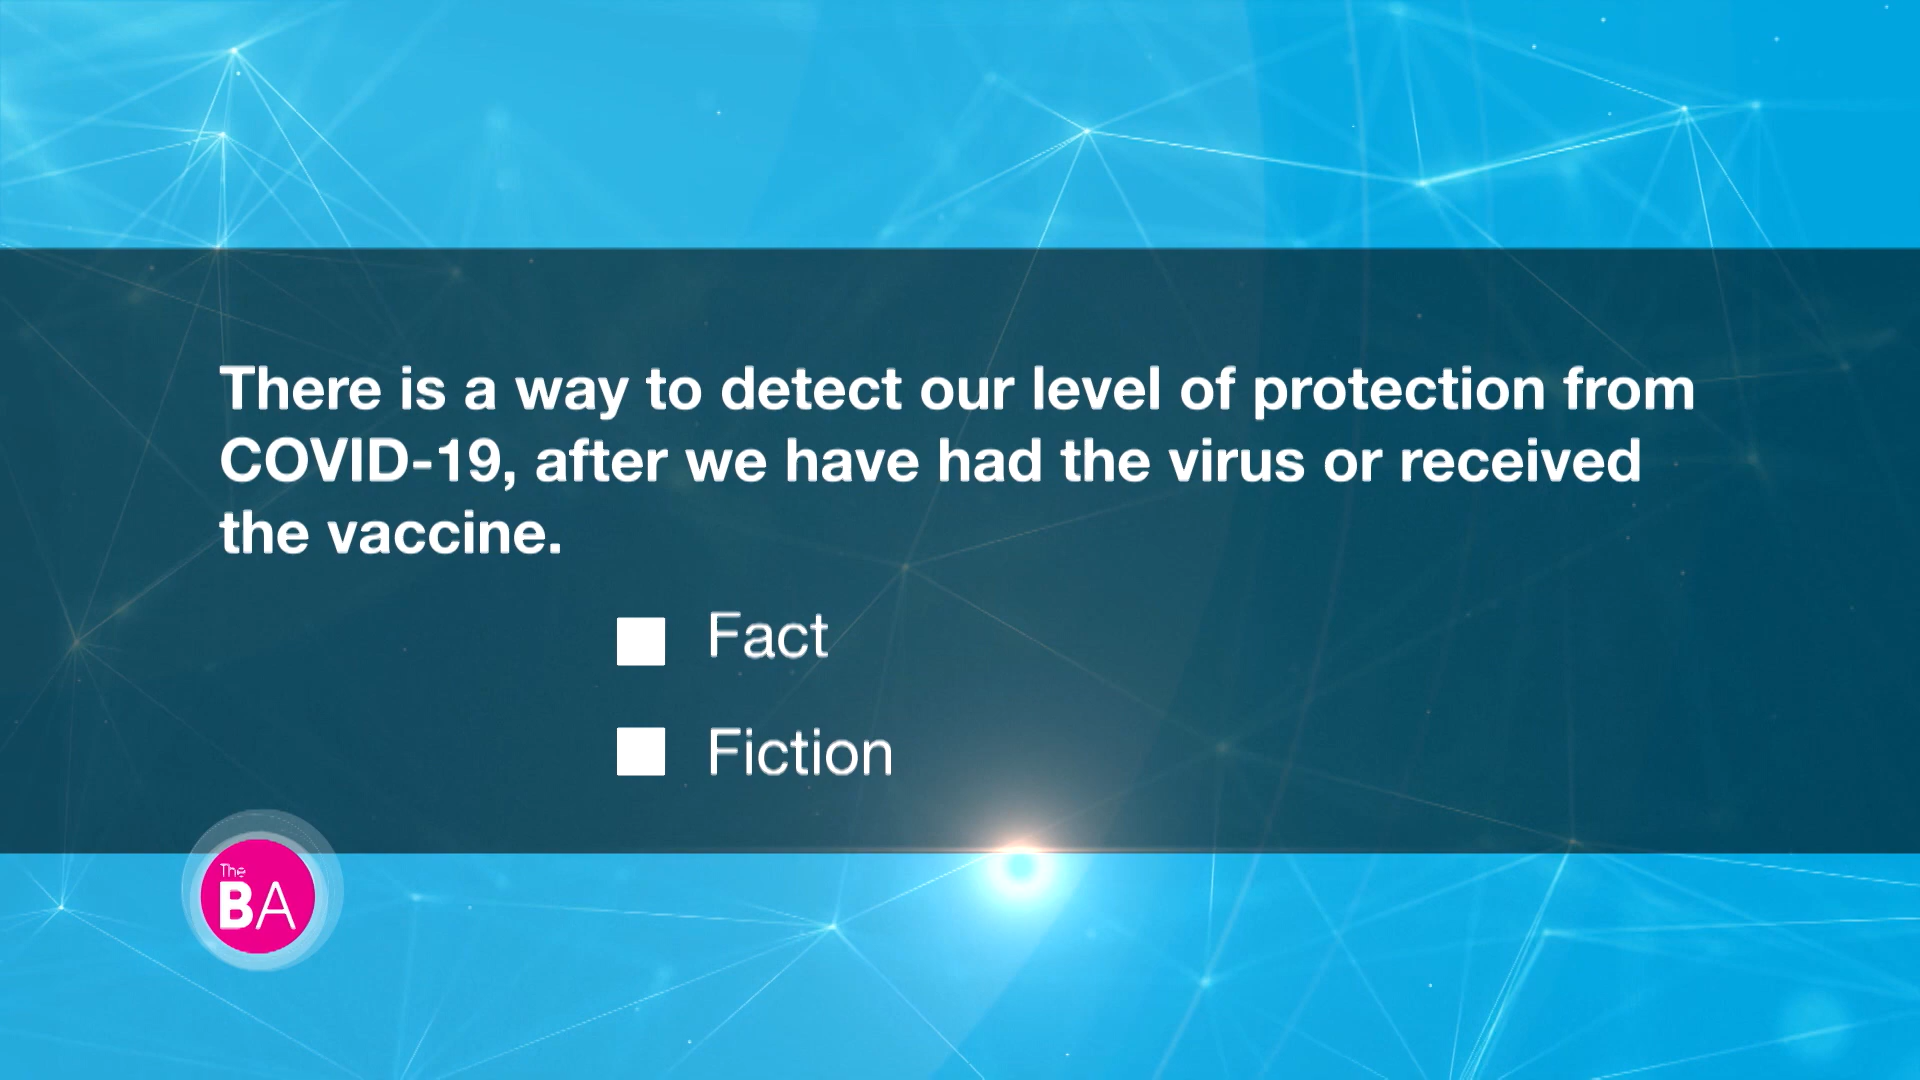 There is a way to detect our level of protection from
COVID-19, after we have had the virus or received
the vaccine.
Fact
Fiction
The
BA